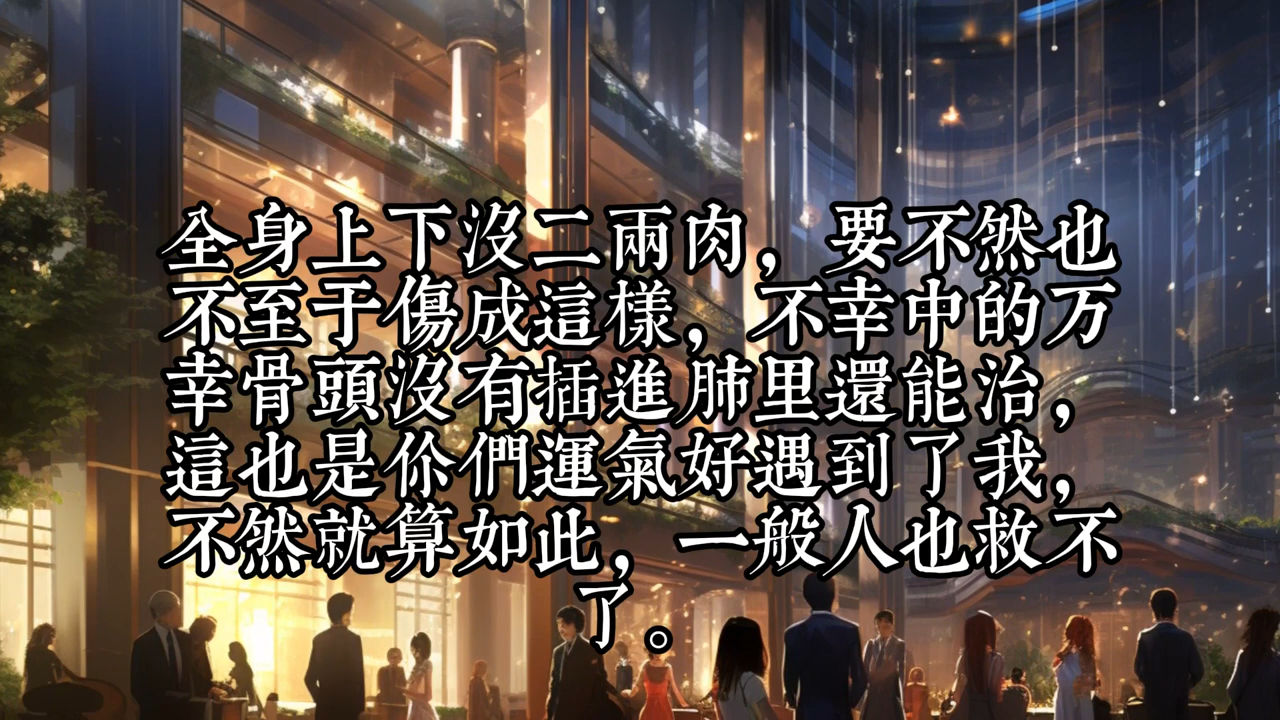 全身上下沒二兩肉，要不然也
不至于傷成這樣，不幸中的万
幸骨頭沒有插進肺里還能治，
這也是你們運氣好遇到了我，
不然就算如此，一般人也救不
了。